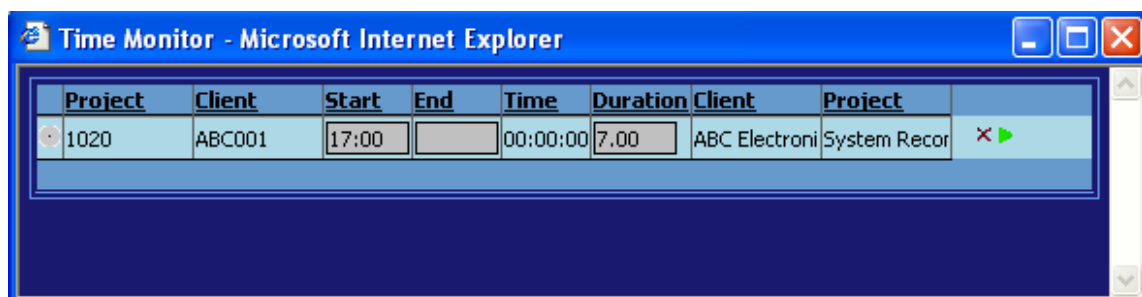 Time Monitor - Microsoft Internet Explorer
Project Client Start End Time Duration Client Project
1020 ABC001 17:00 00:00:00 7.00 ABC Electroni System Recor